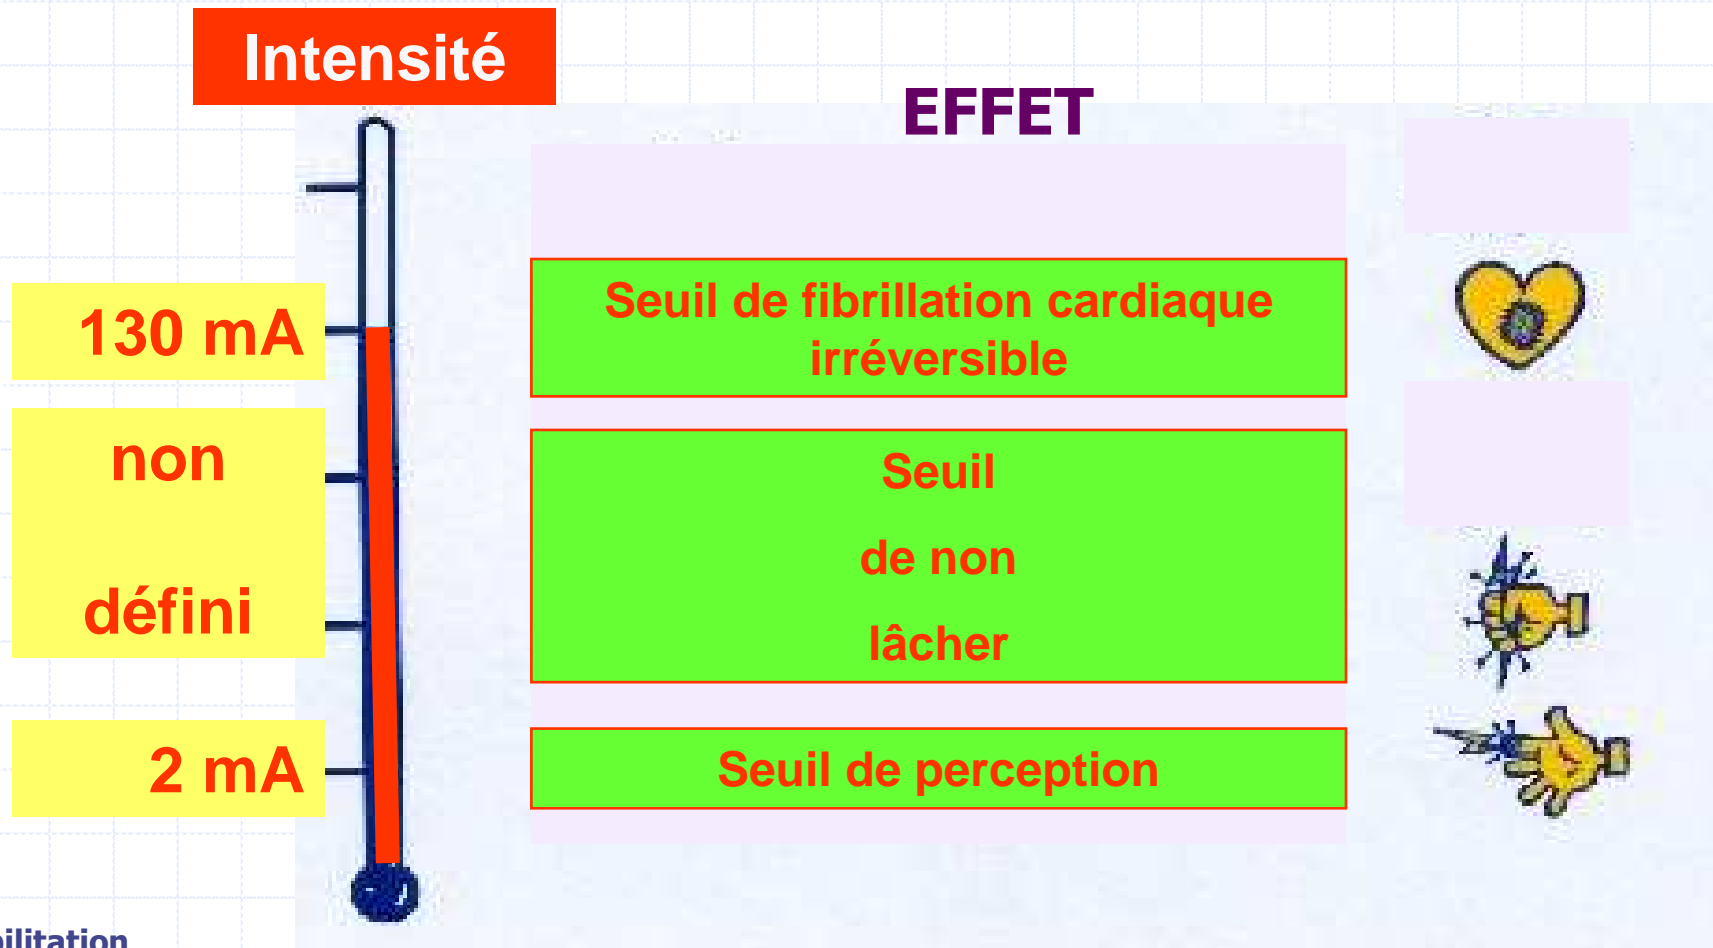 Intensité
EFFET
130 mA
Seuil de fibrillation cardiaque
irréversible
non
défini
Seuil
de non
lâcher
2 mA
Seuil de perception